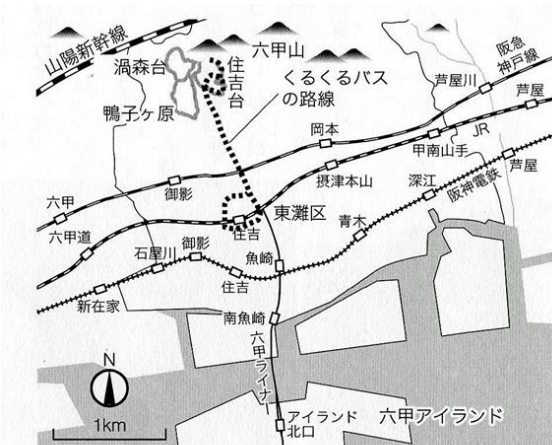 山陽新幹線
渦森台
住吉台
六甲山
阪急
神戸線
芦屋川
くるくるバス
の路線
鴨子ヶ原
芦屋
岡本
JR
甲南山手
摂津本山
芦屋
御影
深江
阪神電鉄
六甲
東灘区
六甲道
住吉
青木
御影
石屋川
魚崎
住吉
新在家
南魚崎
六甲ライナー
N
1km
アイランド
北口
六甲アイランド